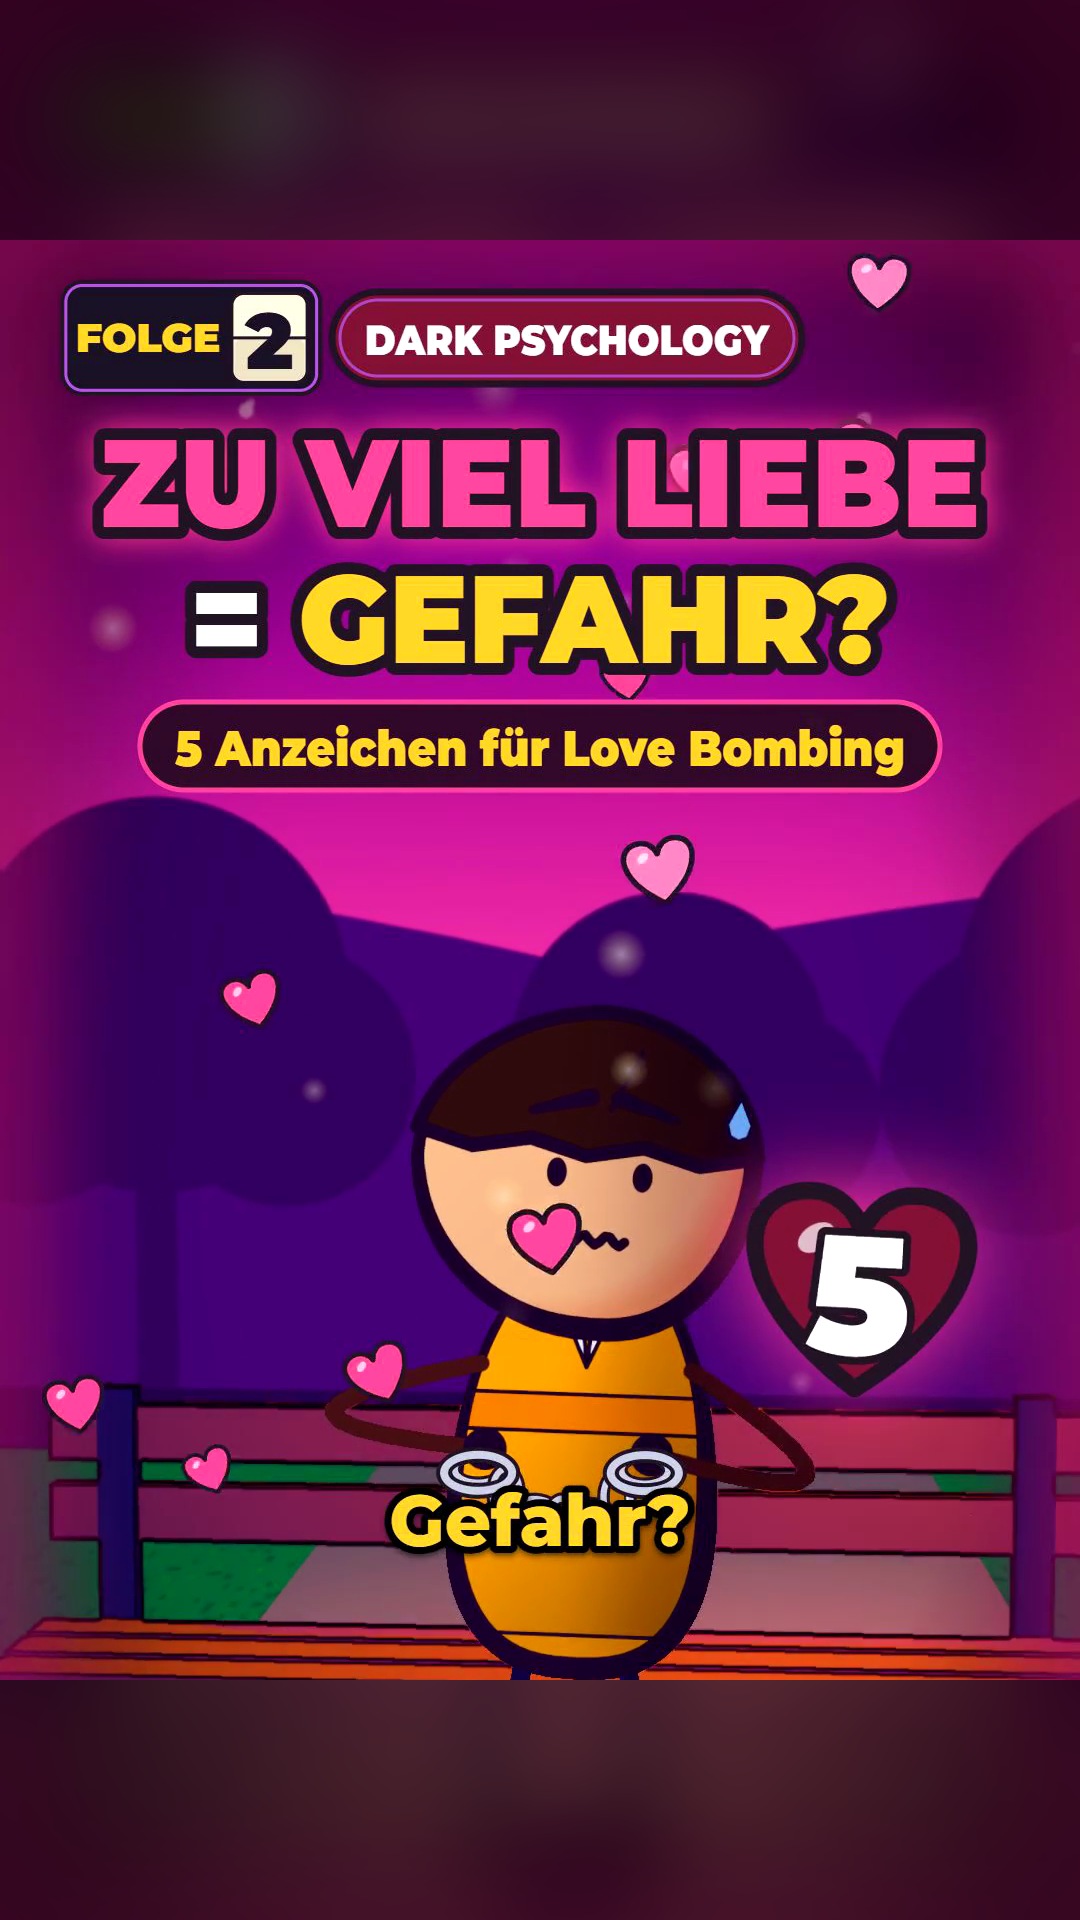 FOLGE 2 DARK PSYCHOLOGY
ZU VIEL LIEBE
= GEFAHR?
5 Anzeichen für Love Bombing
5
Gefahr?